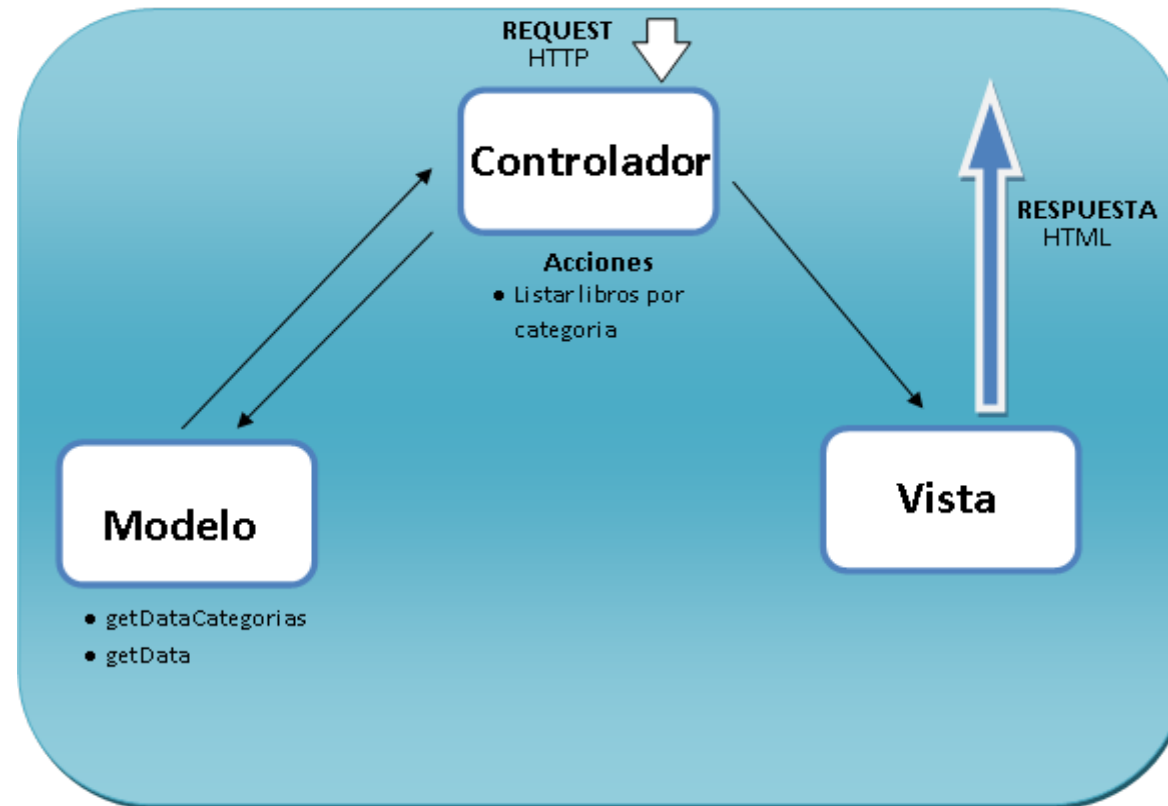 REQUEST
HTTP
Controlador
RESPUESTA
HTML
Acciones
• Listar libros por
categoria
Modelo
Vista
• getDataCategorias
• getData